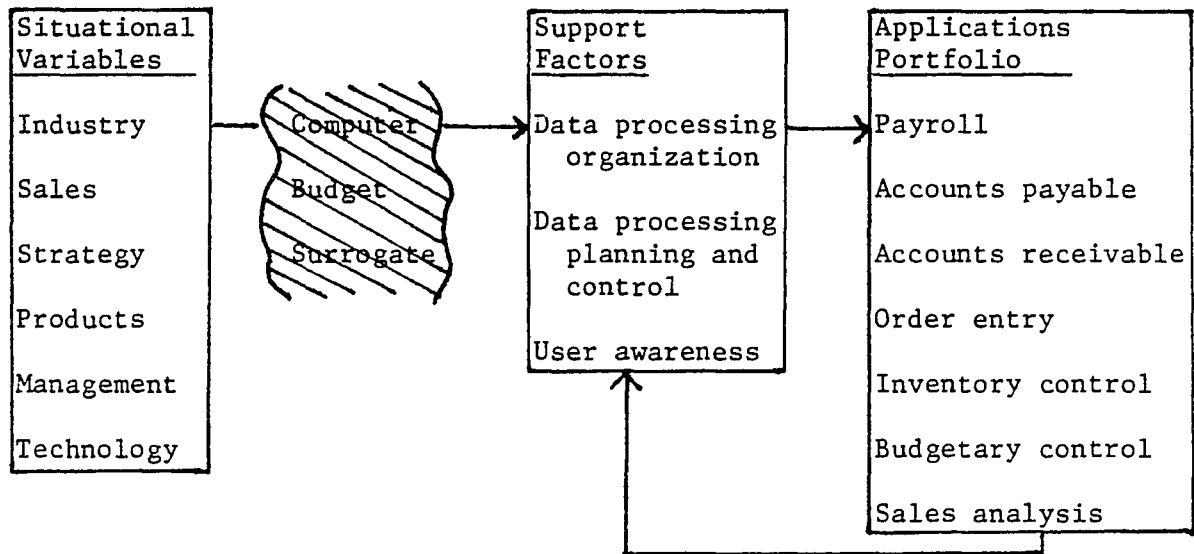 Situational
Variables
Industry
Sales
Strategy
Products
Management
Technology
Computer
Budget
Surrogate
Support
Factors
Data processing
organization
Data processing
planning and
control
User awareness
Applications
Portfolio
Payroll
Accounts payable
Accounts receivable
Order entry
Inventory control
Budgetary control
Sales analysis